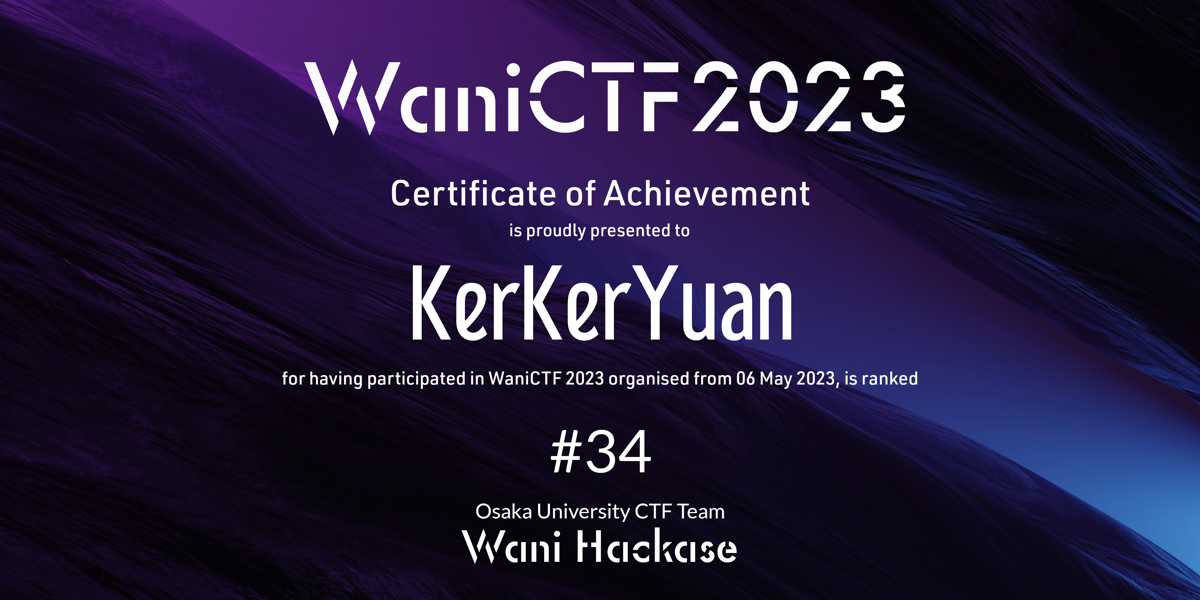 WaniCTF2023
Certificate of Achievement
is proudly presented to
KerKerYuan
for having participated in WaniCTF 2023 organised from 06 May 2023, is ranked
#34
Osaka University CTF Team
Wani Hackase